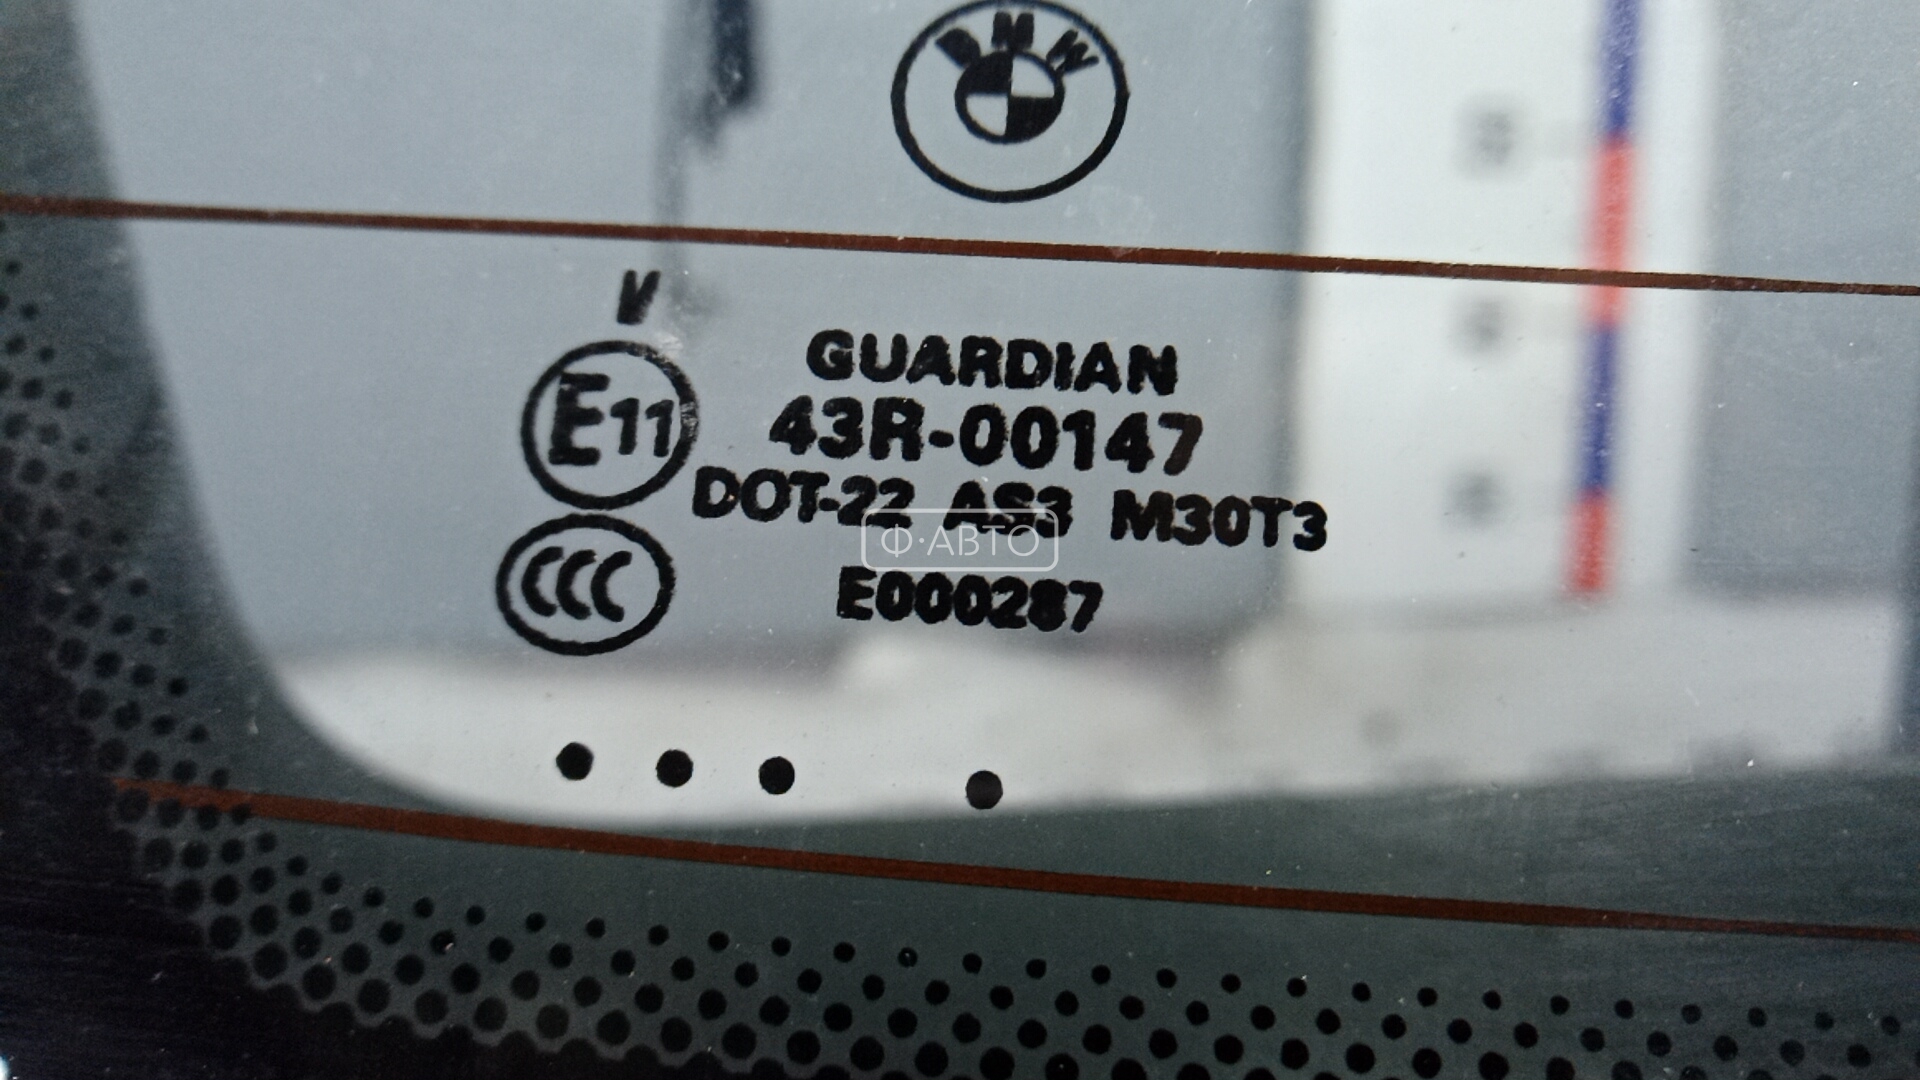 BMW
V
E11
GUARDIAN
43R-00147
DOT-22 AS3 M30T3
Ф·АВТО
CCC
E000287